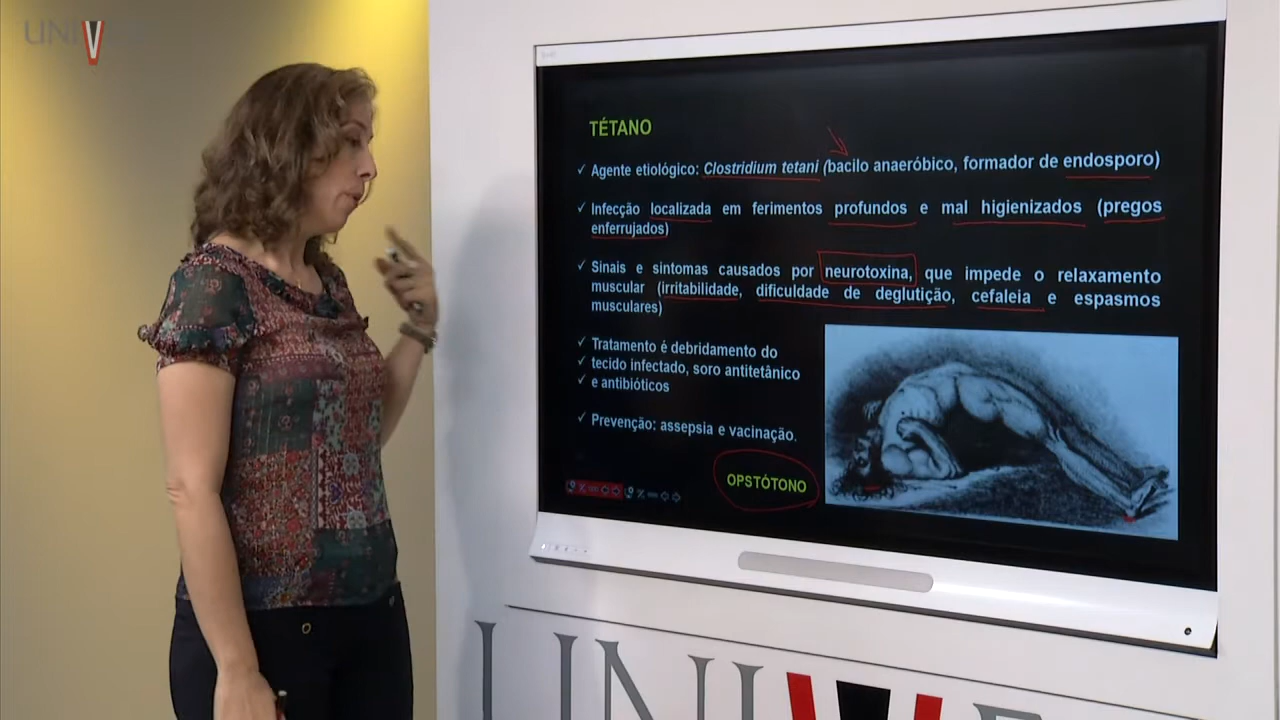 TÉTANO
✓ Agente etiológico: Clostridium tetani (bacilo anaeróbico, formador de endosporo)
✓ Infecção localizada em ferimentos profundos e mal higienizados (pregos
enferrujados)
✓ Sinais e sintomas causados por neurotoxina, que impede o relaxamento
muscular (irritabilidade, dificuldade de deglutição, cefaleia e espasmos
musculares)
✓ Tratamento é debridamento do
✓ tecido infectado, soro antitetânico
✓ e antibióticos
✓ Prevenção: assepsia e vacinação.
OPSTÓTONO